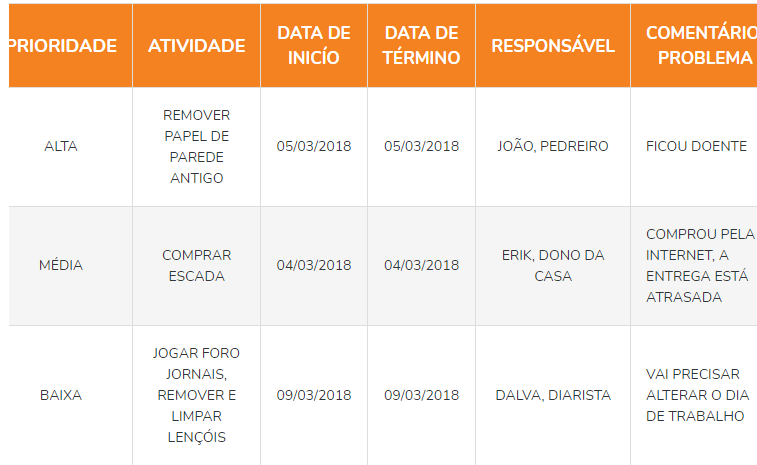 PRIORIDADE
ATIVIDADE
DATA DE
INICÍO
DATA DE
TÉRMINO
RESPONSÁVEL
COMENTÁRIO
PROBLEMA
ALTA
REMOVER
PAPEL DE
PAREDE
ANTIGO
05/03/2018
05/03/2018
JOÃO, PEDREIRO
FICOU DOENTE
MÉDIA
COMPRAR
ESCADA
04/03/2018
04/03/2018
ERIK, DONO DA
CASA
COMPROU PELA
INTERNET, A
ENTREGA ESTÁ
ATRASADA
BAIXA
JOGAR FORO
JORNAIS,
REMOVER E
LIMPAR
LENÇÓIS
09/03/2018
09/03/2018
DALVA, DIARISTA
VAI PRECISAR
ALTERAR O DIA
DE TRABALHO